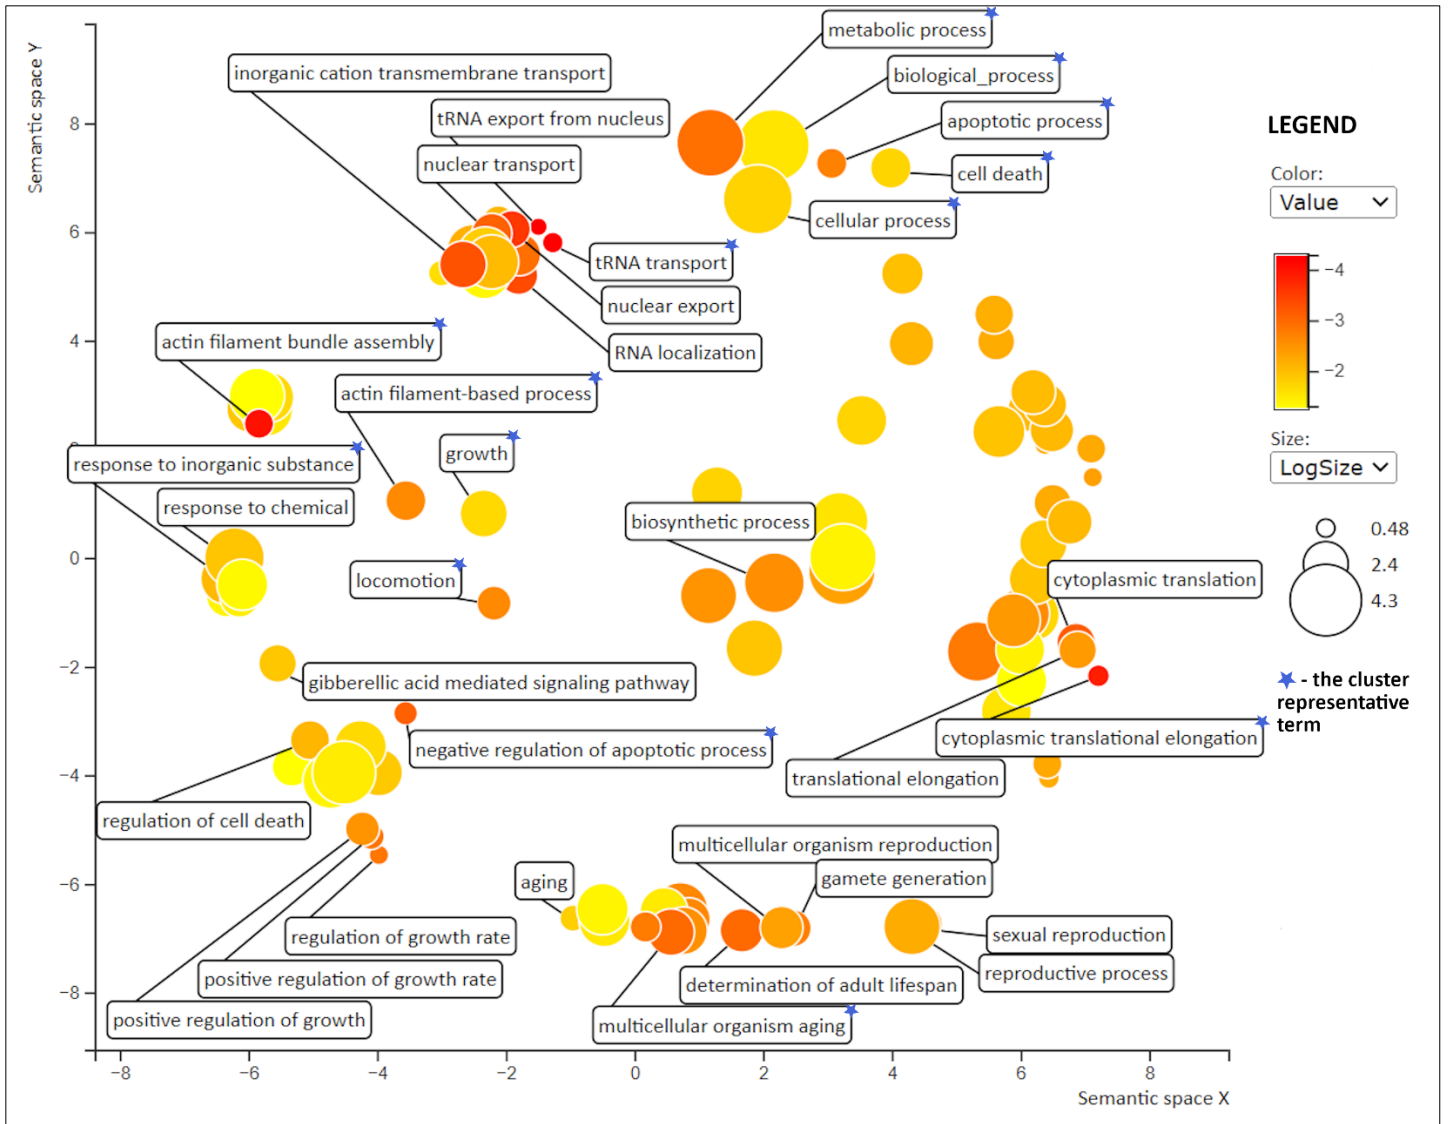 metabolic process
inorganic cation transmembrane transport
biological_process
tRNA export from nucleus
apoptotic process
nuclear transport
cell death
cellular process
tRNA transport
nuclear export
actin filament bundle assembly
RNA localization
actin filament-based process
growth
response to inorganic substance
response to chemical
biosynthetic process
locomotion
cytoplasmic translation
gibberellic acid mediated signaling pathway
negative regulation of apoptotic process
cytoplasmic translational elongation
translational elongation
regulation of cell death
multicellular organism reproduction
gamete generation
aging
regulation of growth rate
sexual reproduction
reproductive process
positive regulation of growth rate
determination of adult lifespan
positive regulation of growth
multicellular organism aging
Semantic space Y
8
6
4
0
−2
−4
−6
−8
−8
−6
−4
−2
0
2
4
6
8
Semantic space X
LEGEND
Color:
Value
−4
−3
−2
Size:
LogSize
0.48
2.4
4.3
- the cluster
representative
term